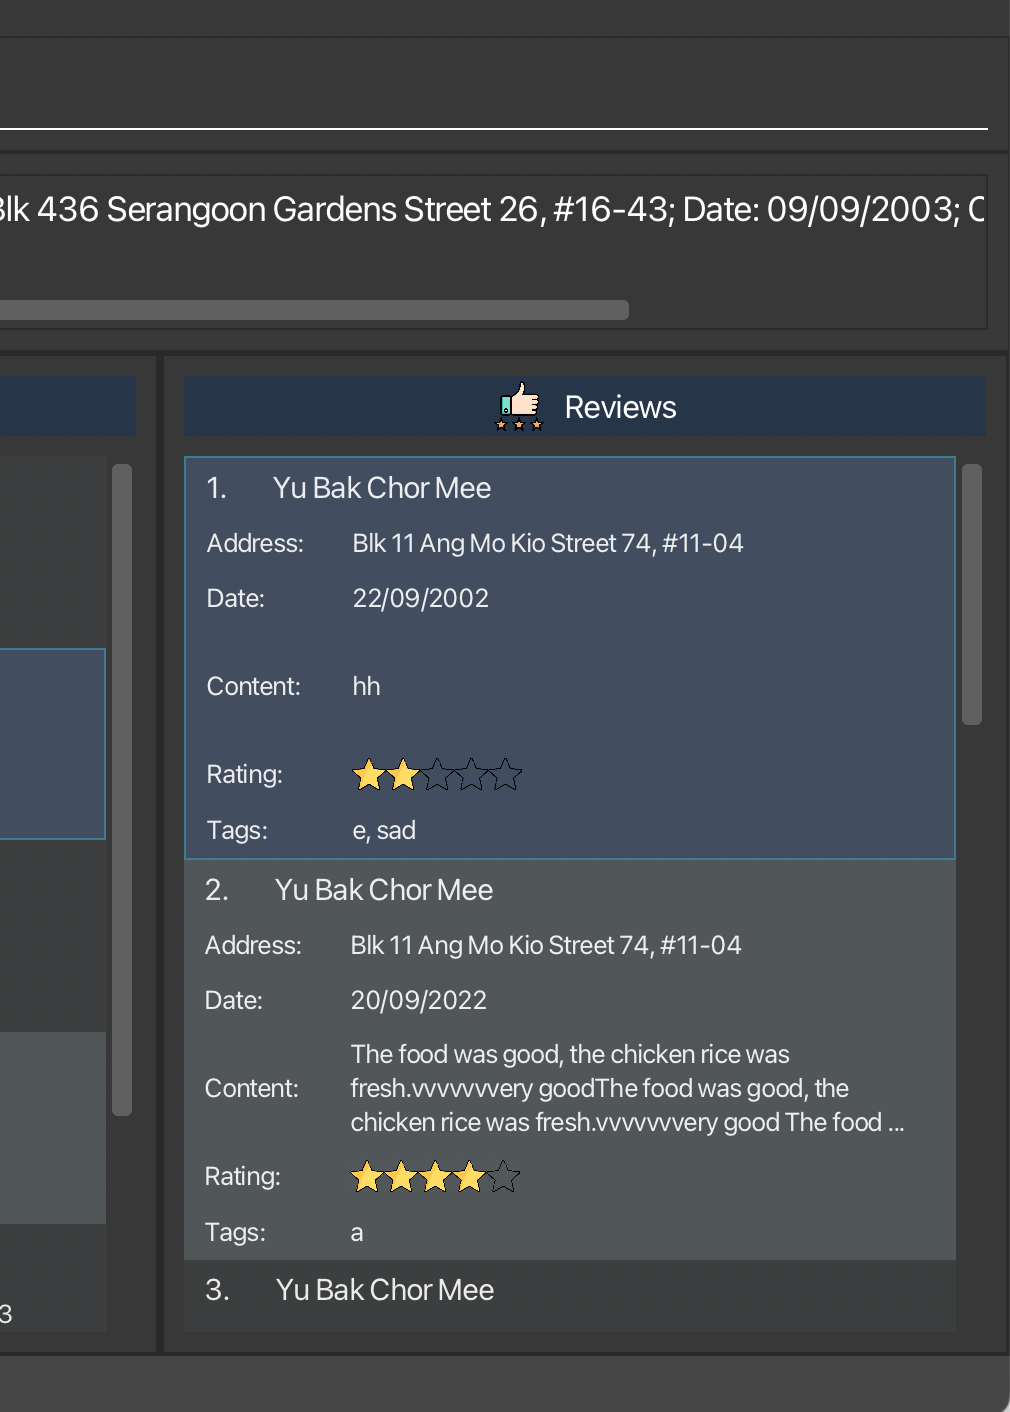 Blk 436 Serangoon Gardens Street 26, #16-43; Date: 09/09/2003;
Reviews
1. Yu Bak Chor Mee
Address: Blk 11 Ang Mo Kio Street 74, #11-04
Date: 22/09/2002
Content: hh
Rating:
Tags: e, sad
2. Yu Bak Chor Mee
Address: Blk 11 Ang Mo Kio Street 74, #11-04
Date: 20/09/2022
The food was good, the chicken rice was
Content: fresh.vvvvvvvery goodThe food was good, the
chicken rice was fresh.vvvvvvvery good The food ...
Rating:
Tags: a
3. Yu Bak Chor Mee
3